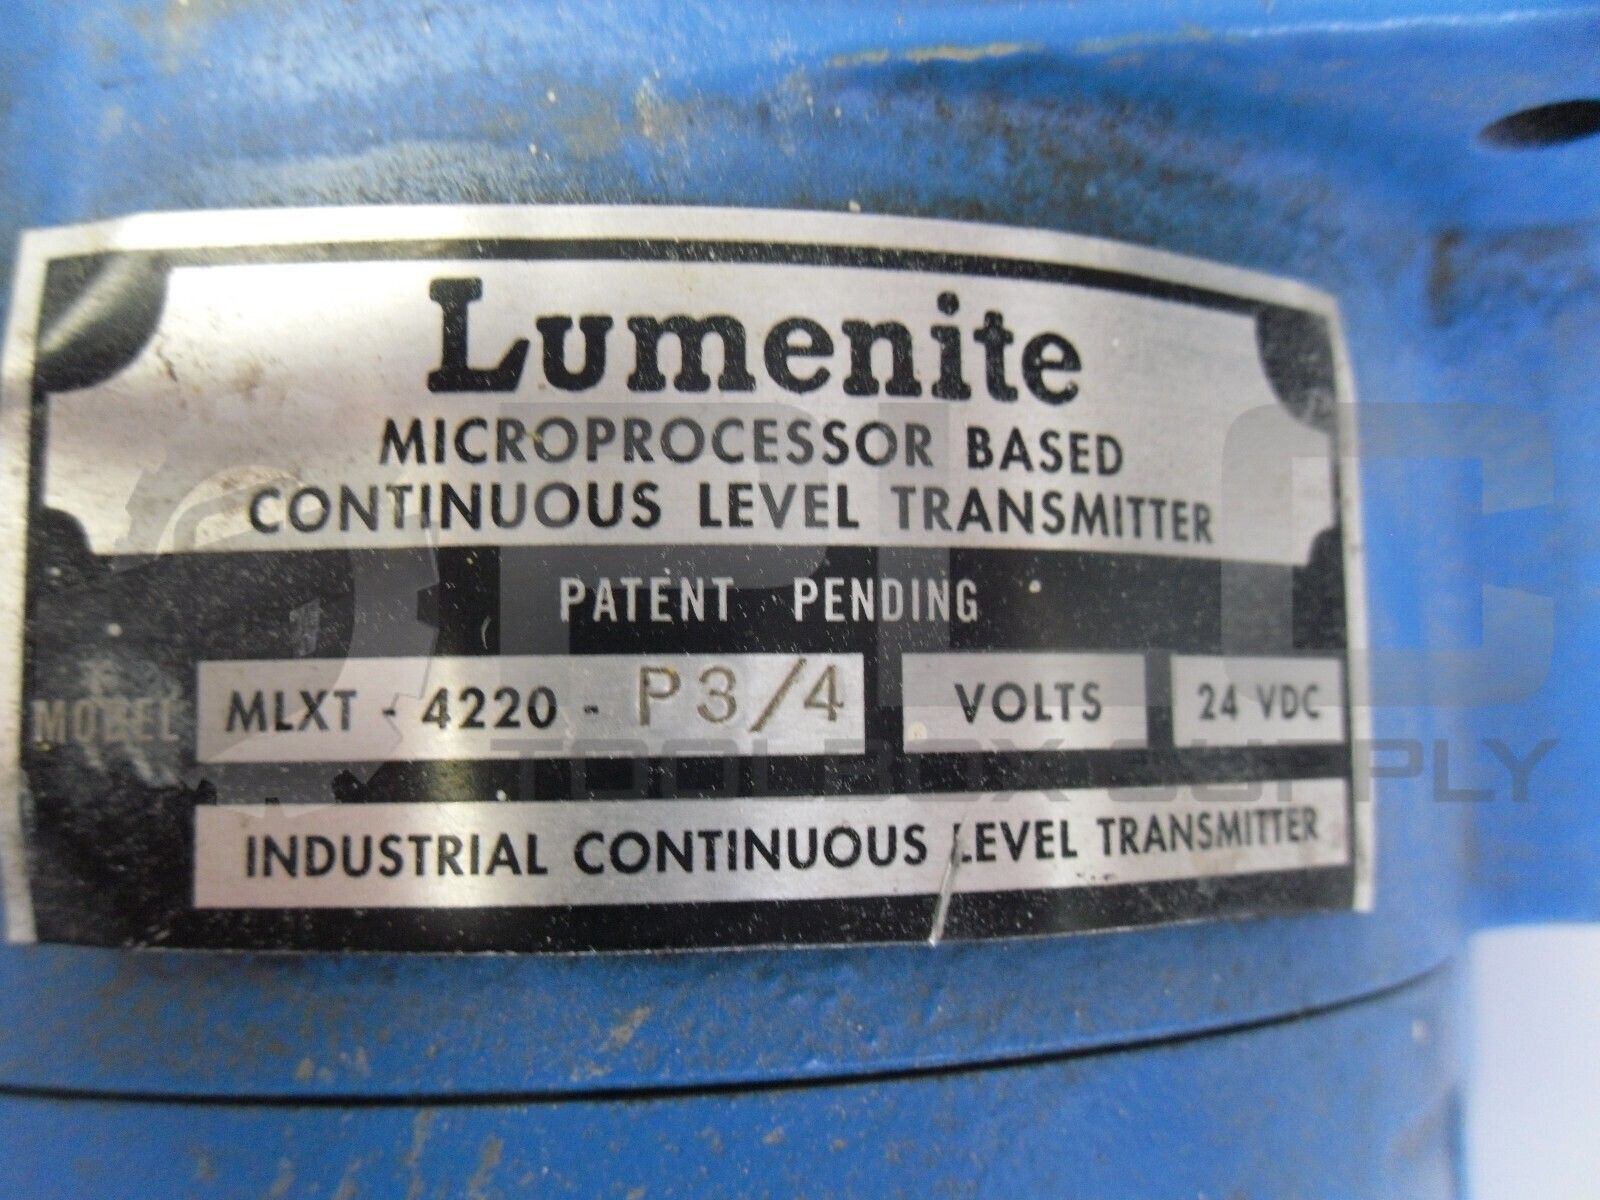 Lumenite
MICROPROCESSOR BASED
CONTINUOUS LEVEL TRANSMITTER
PATENT PENDING
MODEL MLXT - 4220 - P3/4 VOLTS 24 VDC
INDUSTRIAL CONTINUOUS LEVEL TRANSMITTER
PLC
TOOLBOX SUPPLY